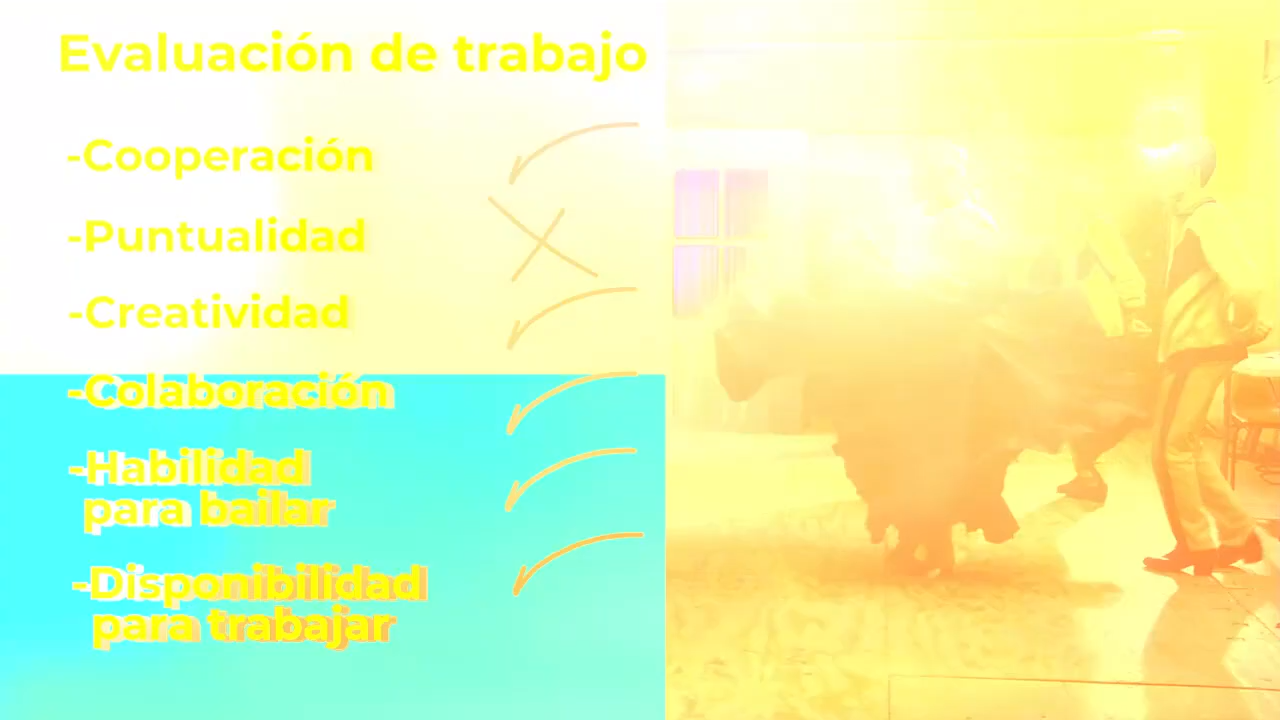 Evaluación de trabajo
-Cooperación
-Puntualidad
-Creatividad
-Colaboración
-Habilidad
para bailar
-Disponibilidad
para trabajar